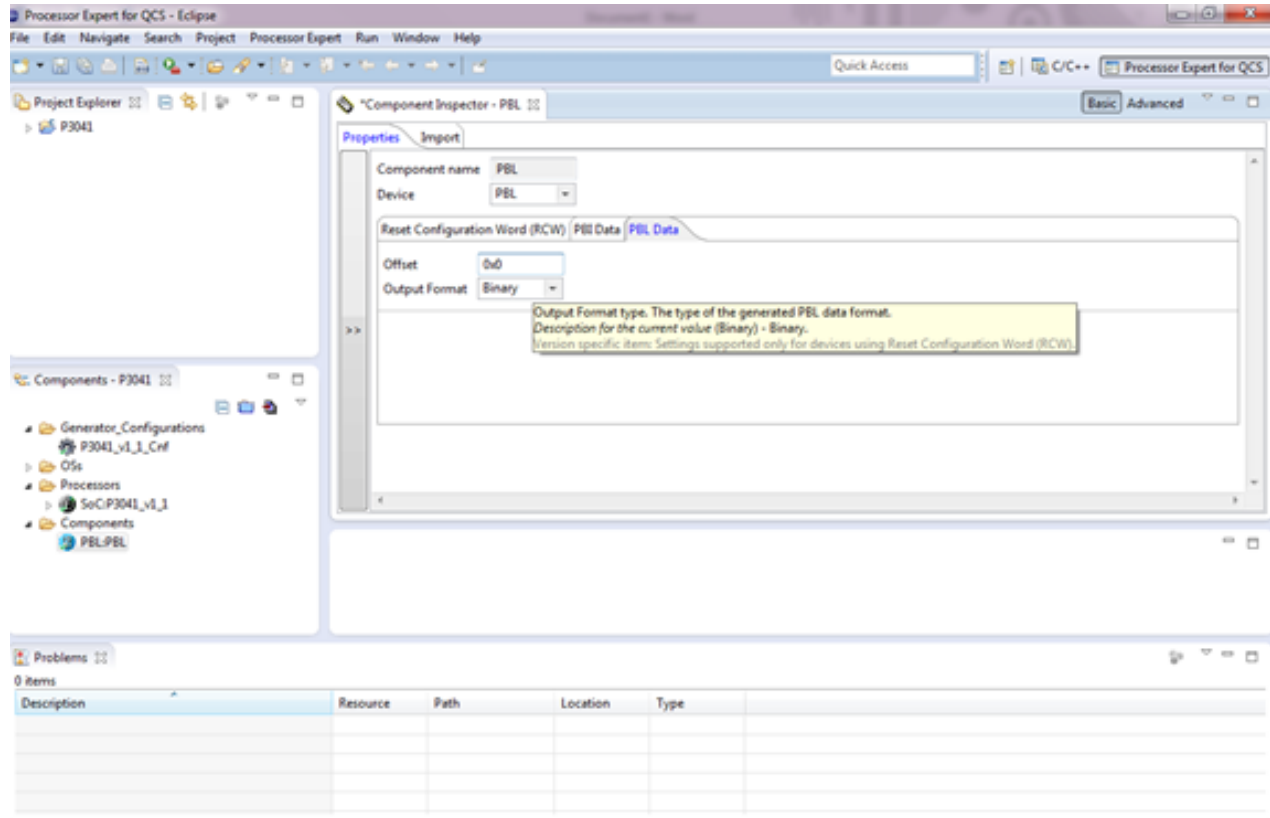 Processor Expert for QCS - Eclipse
File Edit Navigate Search Project Processor Expert Run Window Help
Quick Access C/C++ Processor Expert for QCS
Project Explorer
P3041
*Component Inspector - PBL
Basic Advanced
Properties Import
Component name PBL
Device PBL
Reset Configuration Word (RCW) PBI Data PBL Data
Offset 0x0
Output Format Binary
Output Format type. The type of the generated PBL data format.
Description for the current value (Binary) - Binary.
Version specific item: Settings supported only for devices using Reset Configuration Word (RCW).
>>
Components - P3041
Generator_Configurations
P3041_v1_1_Cnf
OSs
Processors
SoC:P3041_v1_1
Components
PBL:PBL
Problems
0 items
Description Resource Path Location Type